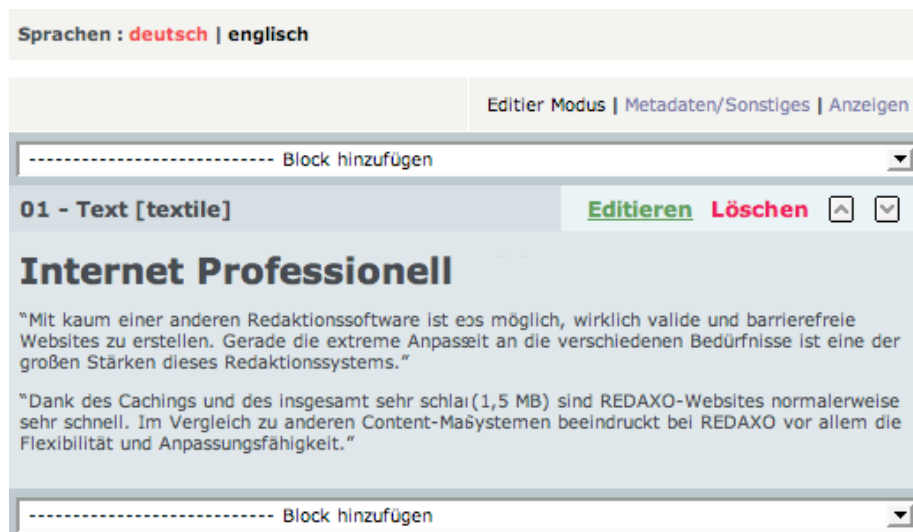 Sprachen : deutsch | englisch
Editier Modus | Metadaten/Sonstiges | Anzeigen
---------------------------- Block hinzufügen
01 - Text [textile] Editieren Löschen
Internet Professionell
“Mit kaum einer anderen Redaktionssoftware ist es möglich, wirklich valide und barrierefreie
Websites zu erstellen. Gerade die extreme an die verschiedenen Bedürfnisse ist eine der
großen Stärken dieses Redaktionssystems.”
“Dank des Cachings und des insgesamt sehr (1,5 MB) sind REDAXO-Websites normalerweise
sehr schnell. Im Vergleich zu anderen beeindruckt bei REDAXO vor allem die
Flexibilität und Anpassungsfähigkeit.”
---------------------------- Block hinzufügen